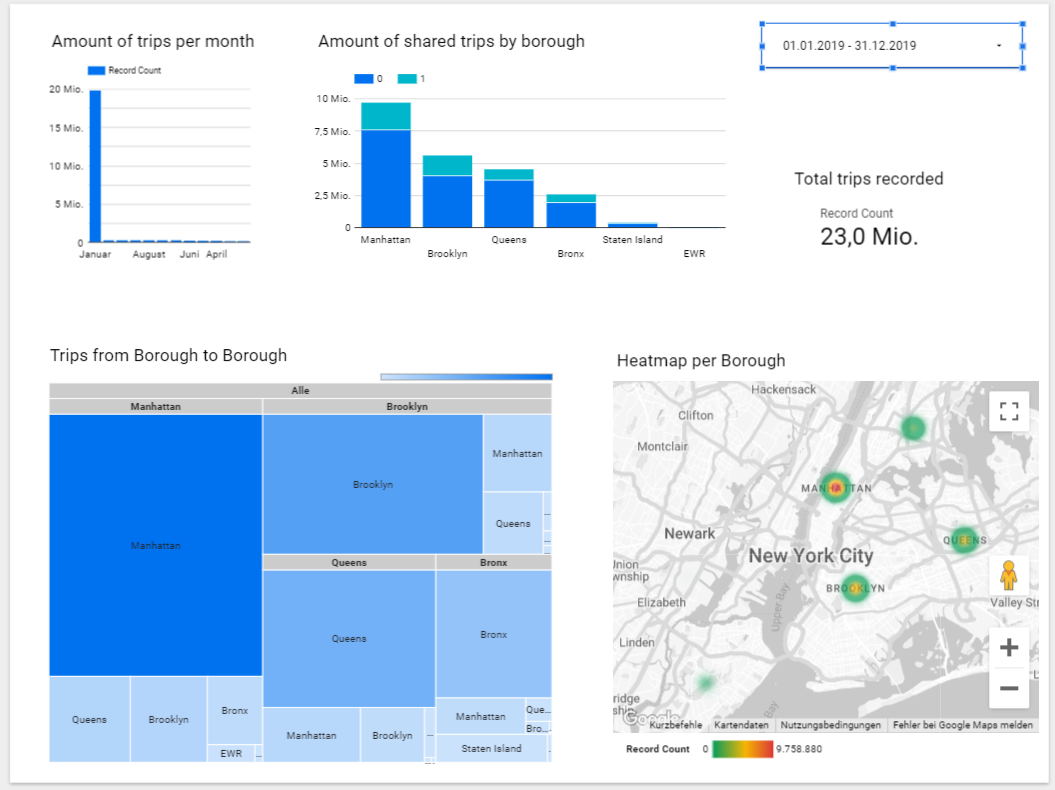 Amount of trips per month
Record Count
20 Mio.
15 Mio.
10 Mio.
5 Mio.
0
Januar
August
Juni
April
Amount of shared trips by borough
0
1
10 Mio.
7,5 Mio.
5 Mio.
2,5 Mio.
0
Manhattan
Brooklyn
Queens
Bronx
Staten Island
EWR
01.01.2019 - 31.12.2019
Total trips recorded
Record Count
23,0 Mio.
Trips from Borough to Borough
Alle
Manhattan
Brooklyn
Manhattan
Queens
Brooklyn
Bronx
EWR
...
Brooklyn
Manhattan
Queens
Queens
Bronx
Queens
Manhattan
Brooklyn
Bronx
Manhattan
Que...
Bro...
Staten Island
Heatmap per Borough
Hackensack
Clifton
Montclair
MANHATTAN
Newark
QUEENS
New York City
Union
wnship
BROOKLYN
Elizabeth
Valley Str
Upper Bay
Linden
ridge
ship
Bay
Google
Kurzbefehle
Kartendaten
Nutzungsbedingungen
Fehler bei Google Maps melden
Record Count
0
9.758.880